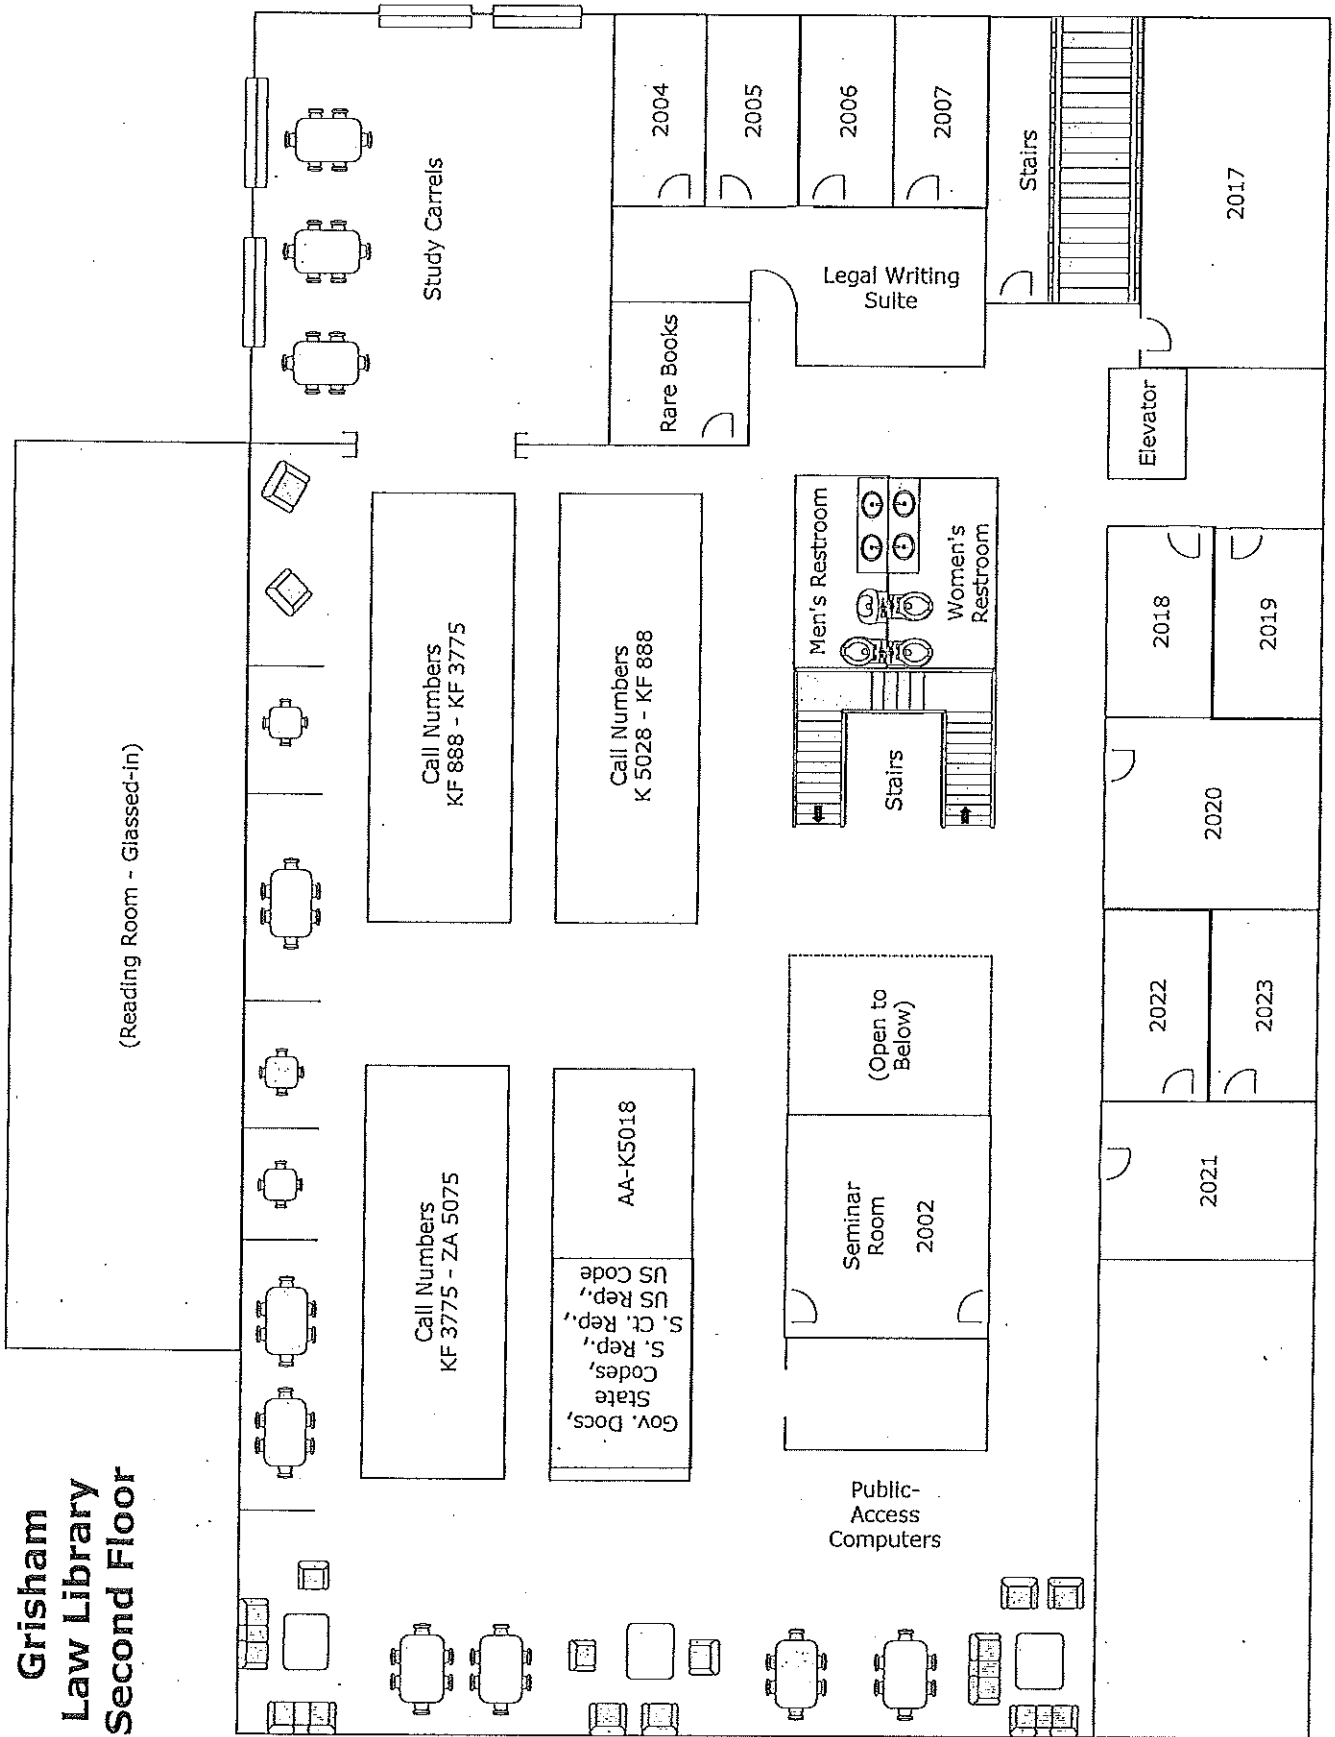 Grisham
Law Library
Second Floor
(Reading Room - Glassed-in)
Study Carrels
2004
2005
2006
2007
Stairs
2017
Legal Writing
Suite
Rare Books
Elevator
Call Numbers
KF 888 - KF 3775
Call Numbers
K 5028 - KF 888
Men's Restroom
Women's
Restroom
Stairs
2018
2019
2020
2022
2023
2021
(Open to
Below)
Seminar
Room
2002
Call Numbers
KF 3775 - ZA 5075
AA-K5018
Gov. Docs,
State
Codes,
S. Rep.,
S. Ct. Rep.,
US Rep.,
US Code
Public-
Access
Computers